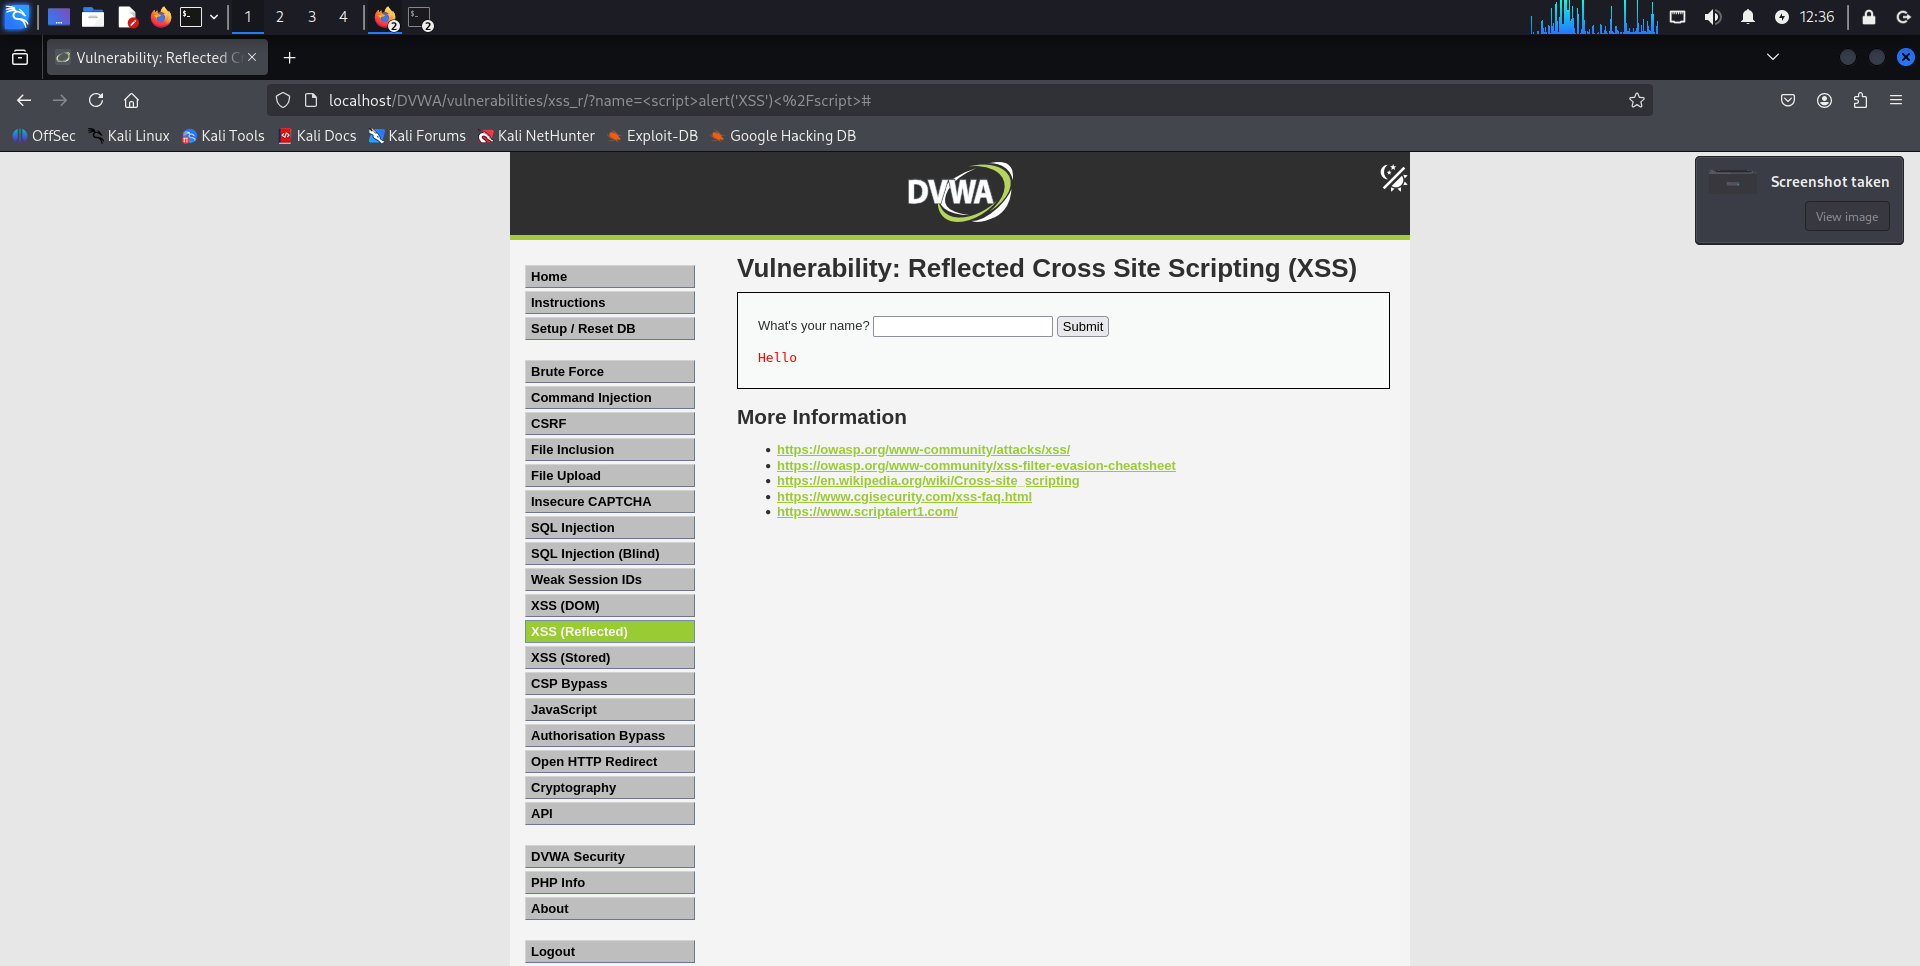 1 2 3 4 2 2 12:36
Vulnerability: Reflected C
localhost/DVWA/vulnerabilities/xss_r/?name=<script>alert('XSS')<%2Fscript>#
OffSec Kali Linux Kali Tools Kali Docs Kali Forums Kali NetHunter Exploit-DB Google Hacking DB
DVWA
Screenshot taken
View image
Home
Instructions
Setup / Reset DB
Brute Force
Command Injection
CSRF
File Inclusion
File Upload
Insecure CAPTCHA
SQL Injection
SQL Injection (Blind)
Weak Session IDs
XSS (DOM)
XSS (Reflected)
XSS (Stored)
CSP Bypass
JavaScript
Authorisation Bypass
Open HTTP Redirect
Cryptography
API
DVWA Security
PHP Info
About
Logout
Vulnerability: Reflected Cross Site Scripting (XSS)
What's your name? Submit
Hello
More Information
https://owasp.org/www-community/attacks/xss/
https://owasp.org/www-community/xss-filter-evasion-cheatsheet
https://en.wikipedia.org/wiki/Cross-site_scripting
https://www.cgisecurity.com/xss-faq.html
https://www.scriptalert1.com/